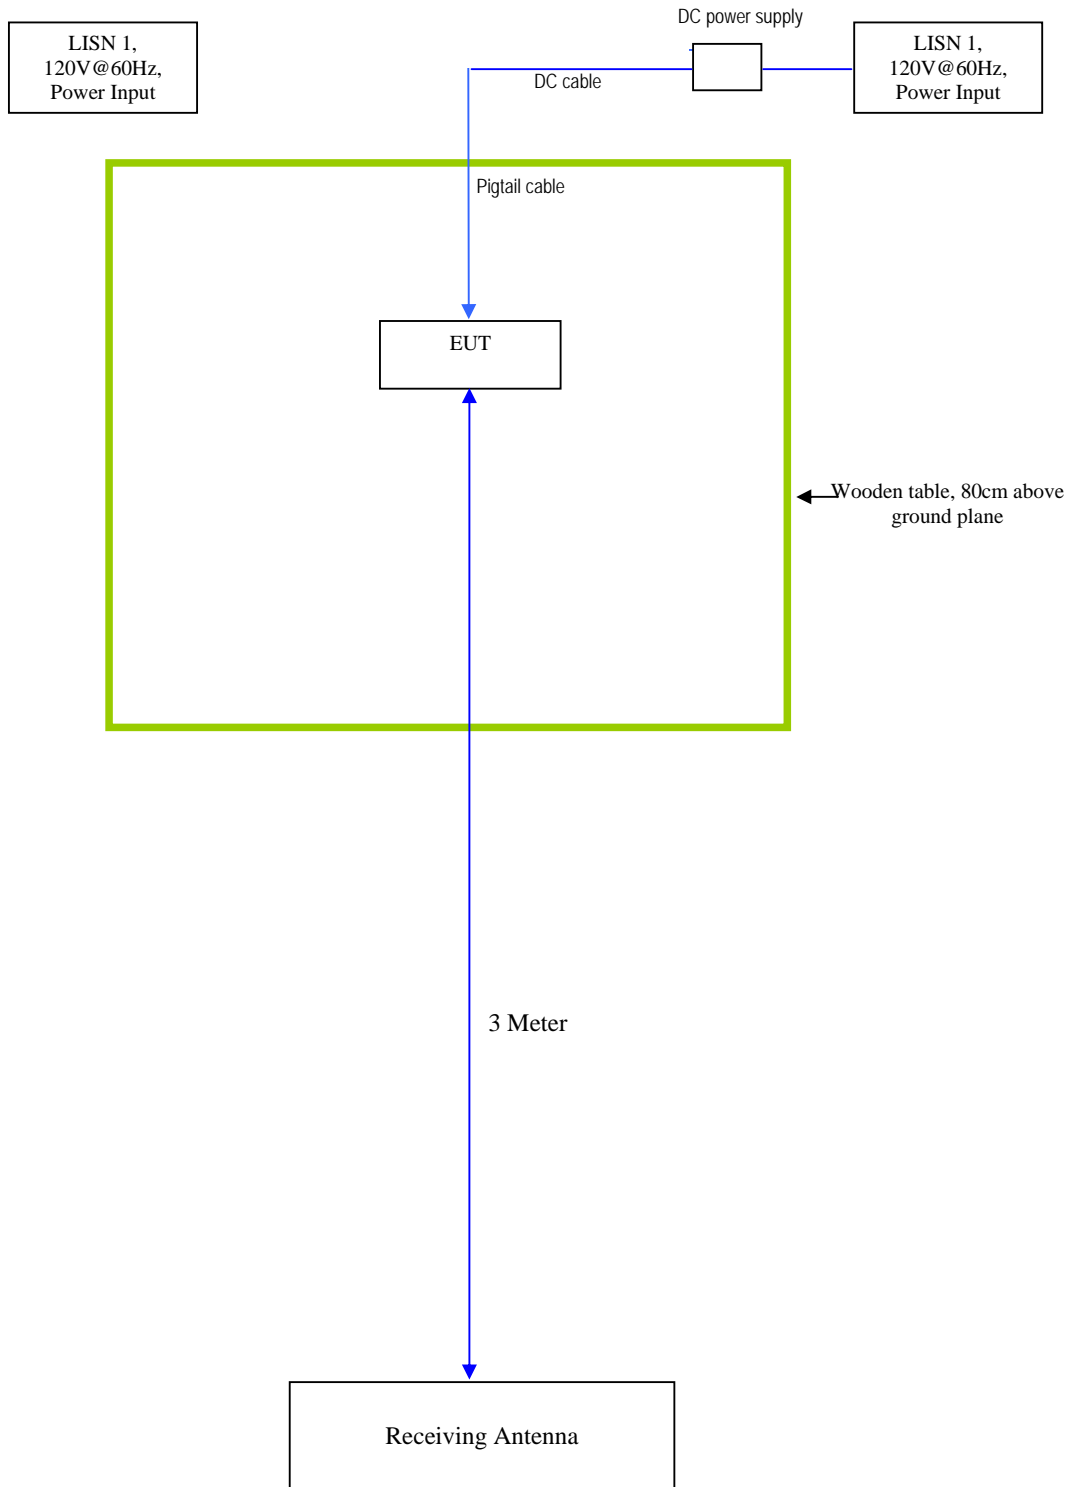 DC power supply
LISN 1,
120V@60Hz,
Power Input
LISN 1,
120V@60Hz,
Power Input
DC cable
Pigtail cable
EUT
Wooden table, 80cm above
ground plane
3 Meter
Receiving Antenna